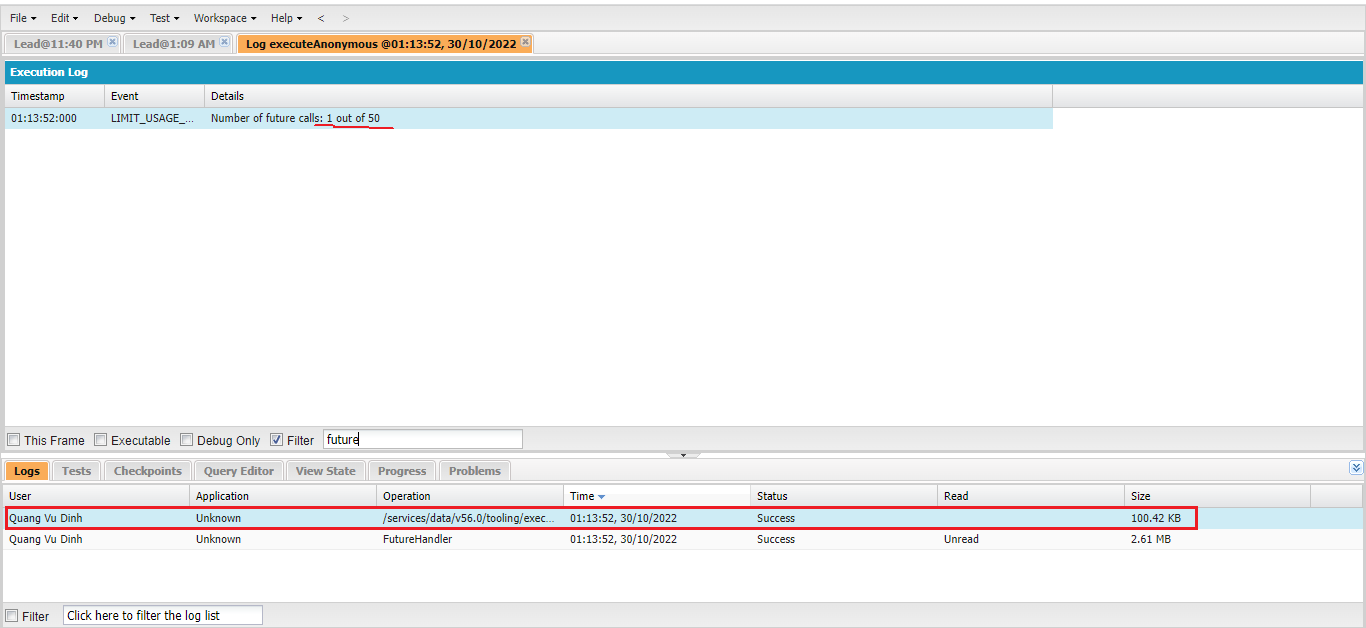 File Edit Debug Test Workspace Help < >
Lead@11:40 PM Lead@1:09 AM Log executeAnonymous @01:13:52, 30/10/2022
Execution Log
Timestamp Event Details
01:13:52:000 LIMIT_USAGE_... Number of future calls: 1 out of 50
This Frame Executable Debug Only Filter future
Logs Tests Checkpoints Query Editor View State Progress Problems
User Application Operation Time Status Read Size
Quang Vu Dinh Unknown /services/data/v56.0/tooling/exec... 01:13:52, 30/10/2022 Success 100.42 KB
Quang Vu Dinh Unknown FutureHandler 01:13:52, 30/10/2022 Success Unread 2.61 MB
Filter Click here to filter the log list